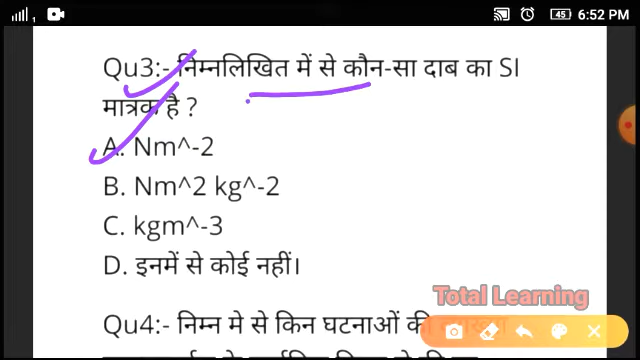 45 6:52 PM
Qu3:- निम्नलिखित में से कौन-सा दाब का SI
मात्रक है ?
A. Nm^-2
B. Nm^2 kg^-2
C. kgm^-3
D. इनमें से कोई नहीं।
Total Learning
Qu4:- निम्न मे से किन घटनाओं की